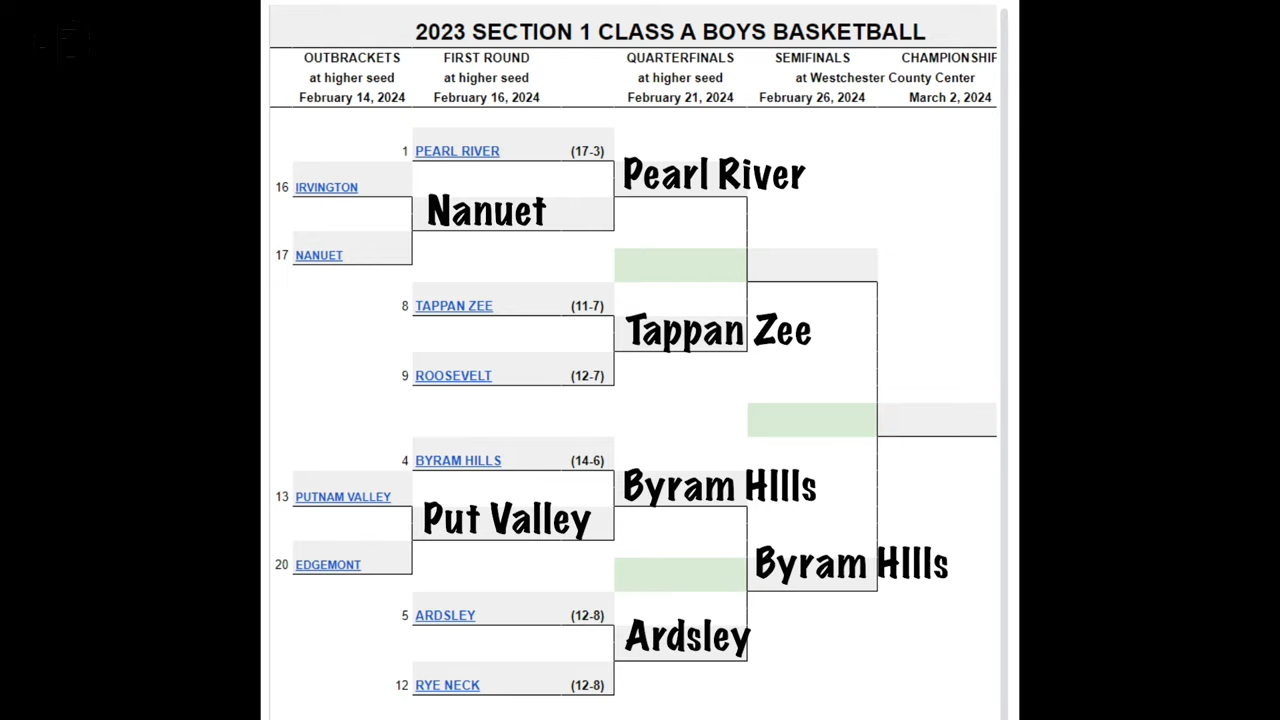 2023 SECTION 1 CLASS A BOYS BASKETBALL
OUTBRACKETS FIRST ROUND QUARTERFINALS SEMIFINALS CHAMPIONSHIP
at higher seed at higher seed at higher seed at Westchester County Center
February 14, 2024 February 16, 2024 February 21, 2024 February 26, 2024 March 2, 2024
1 PEARL RIVER (17-3)
Pearl River
16 IRVINGTON
Nanuet
17 NANUET
8 TAPPAN ZEE (11-7)
Tappan Zee
9 ROOSEVELT (12-7)
4 BYRAM HILLS (14-6)
Byram HIlls
13 PUTNAM VALLEY
Put Valley
20 EDGEMONT
Byram HIlls
5 ARDSLEY (12-8)
Ardsley
12 RYE NECK (12-8)